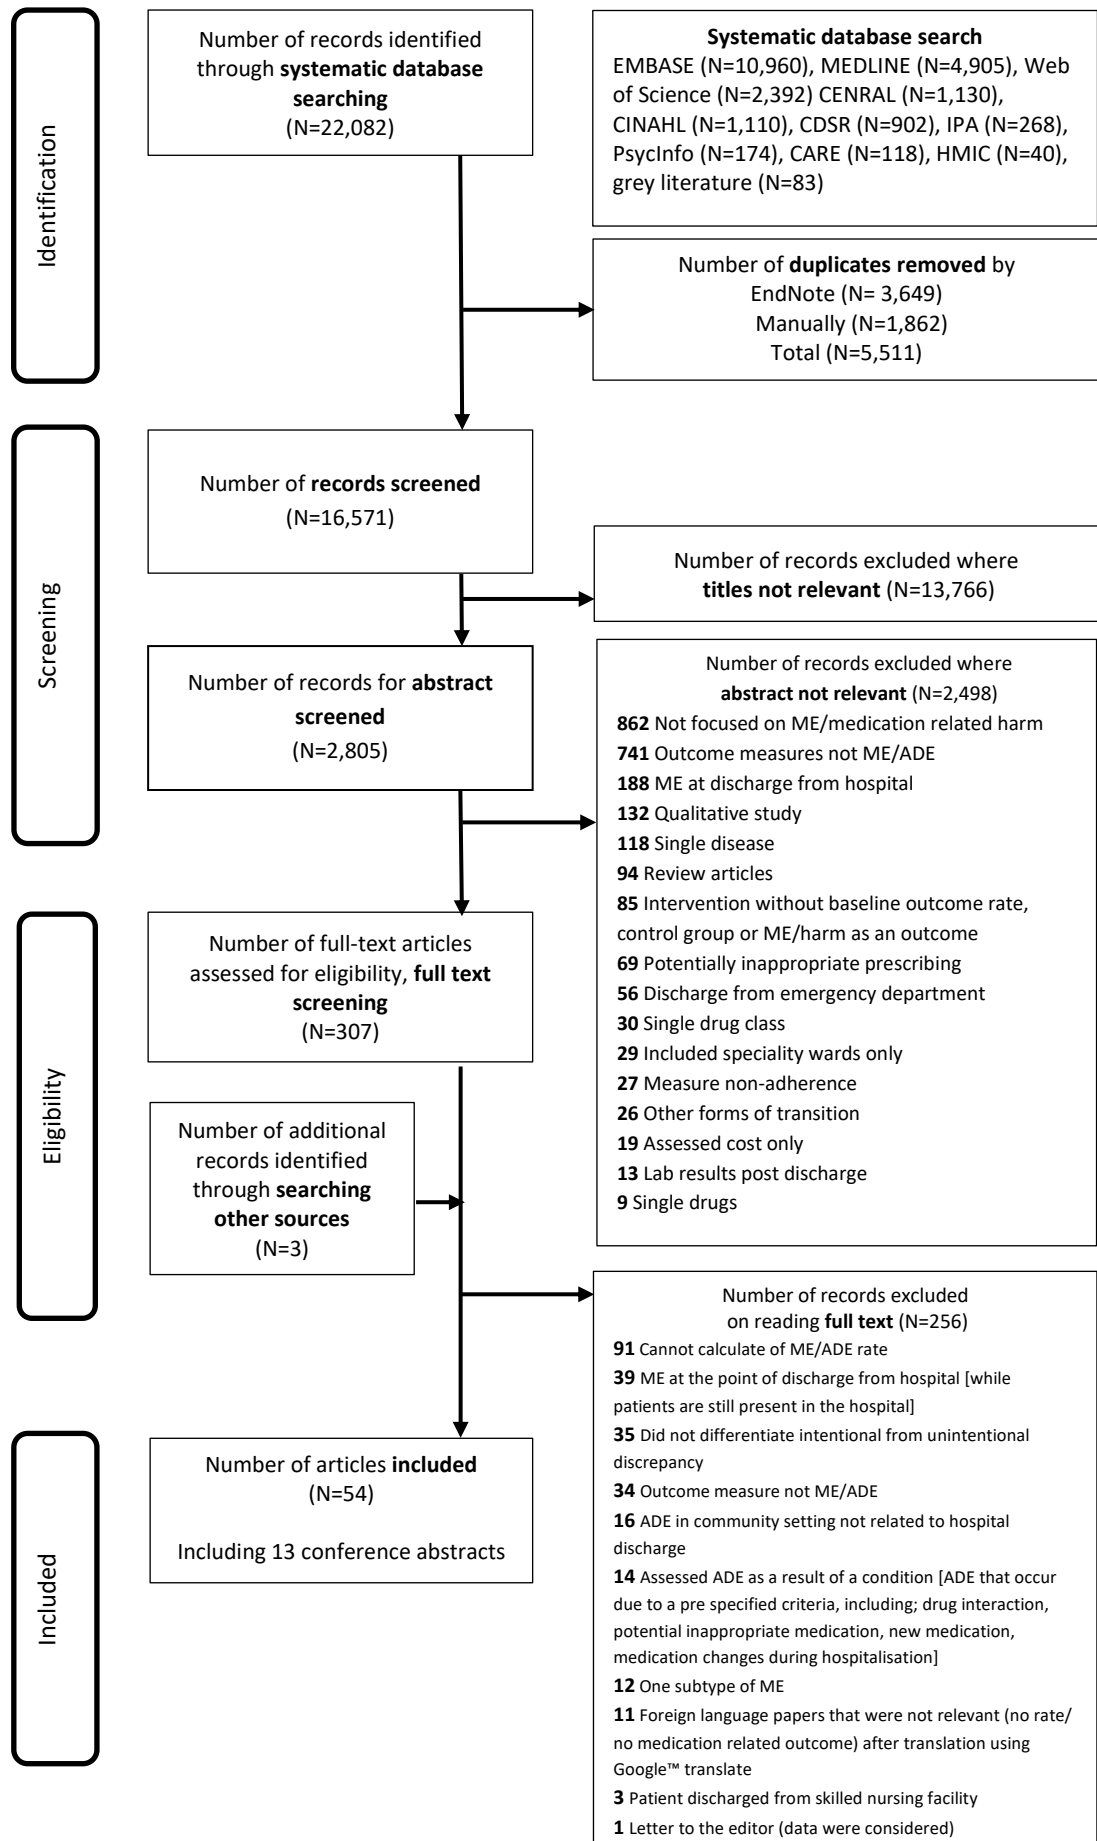 Identification
Number of records identified
through systematic database
searching
(N=22,082)
Systematic database search
EMBASE (N=10,960), MEDLINE (N=4,905), Web
of Science (N=2,392) CENRAL (N=1,130),
CINAHL (N=1,110), CDSR (N=902), IPA (N=268),
PsycInfo (N=174), CARE (N=118), HMIC (N=40),
grey literature (N=83)
Number of duplicates removed by
EndNote (N= 3,649)
Manually (N=1,862)
Total (N=5,511)
Screening
Number of records screened
(N=16,571)
Number of records excluded where
titles not relevant (N=13,766)
Number of records for abstract
screened
(N=2,805)
Number of records excluded where
abstract not relevant (N=2,498)
862 Not focused on ME/medication related harm
741 Outcome measures not ME/ADE
188 ME at discharge from hospital
132 Qualitative study
118 Single disease
94 Review articles
85 Intervention without baseline outcome rate,
control group or ME/harm as an outcome
69 Potentially inappropriate prescribing
56 Discharge from emergency department
30 Single drug class
29 Included speciality wards only
27 Measure non-adherence
26 Other forms of transition
19 Assessed cost only
13 Lab results post discharge
9 Single drugs
Eligibility
Number of full-text articles
assessed for eligibility, full text
screening
(N=307)
Number of additional
records identified
through searching
other sources
(N=3)
Number of records excluded
on reading full text (N=256)
91 Cannot calculate of ME/ADE rate
39 ME at the point of discharge from hospital [while
patients are still present in the hospital]
35 Did not differentiate intentional from unintentional
discrepancy
34 Outcome measure not ME/ADE
16 ADE in community setting not related to hospital
discharge
14 Assessed ADE as a result of a condition [ADE that occur
due to a pre specified criteria, including; drug interaction,
potential inappropriate medication, new medication,
medication changes during hospitalisation]
12 One subtype of ME
11 Foreign language papers that were not relevant (no rate/
no medication related outcome) after translation using
Google™ translate
3 Patient discharged from skilled nursing facility
1 Letter to the editor (data were considered)
Included
Number of articles included
(N=54)
Including 13 conference abstracts